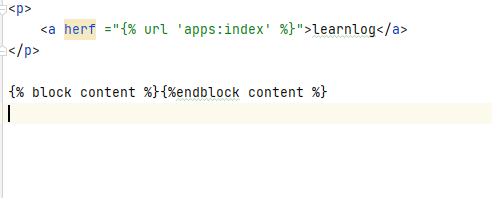 <p>
    <a herf ="{% url 'apps:index' %}">learnlog</a>
</p>
{% block content %}{%endblock content %}